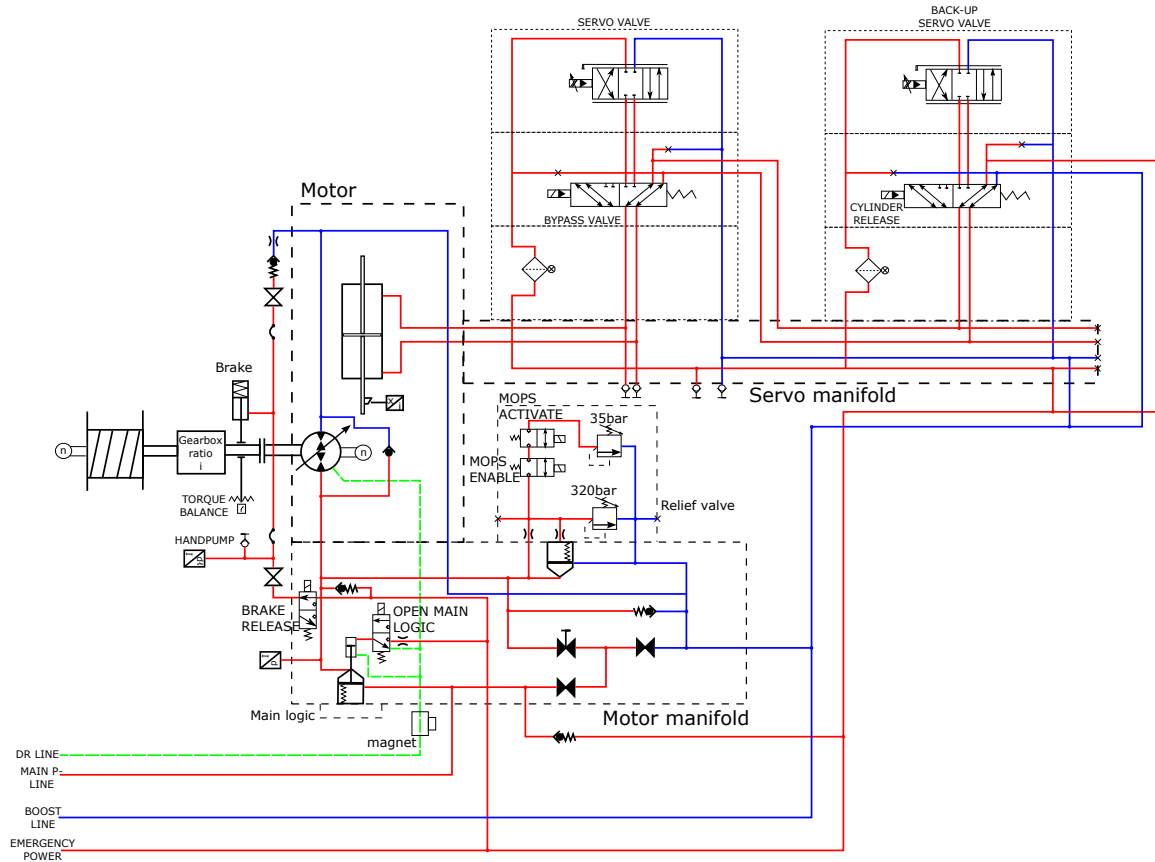 SERVO VALVE
BACK-UP
SERVO VALVE
BYPASS VALVE
CYLINDER
RELEASE
Motor
Brake
n
Gearbox
ratio
i
n
TORQUE
BALANCE
HANDPUMP
Servo manifold
MOPS
ACTIVATE
35bar
MOPS
ENABLE
320bar
Relief valve
BRAKE
RELEASE
OPEN MAIN
LOGIC
Main logic
magnet
Motor manifold
DR LINE
MAIN P-
LINE
BOOST
LINE
EMERGENCY
POWER